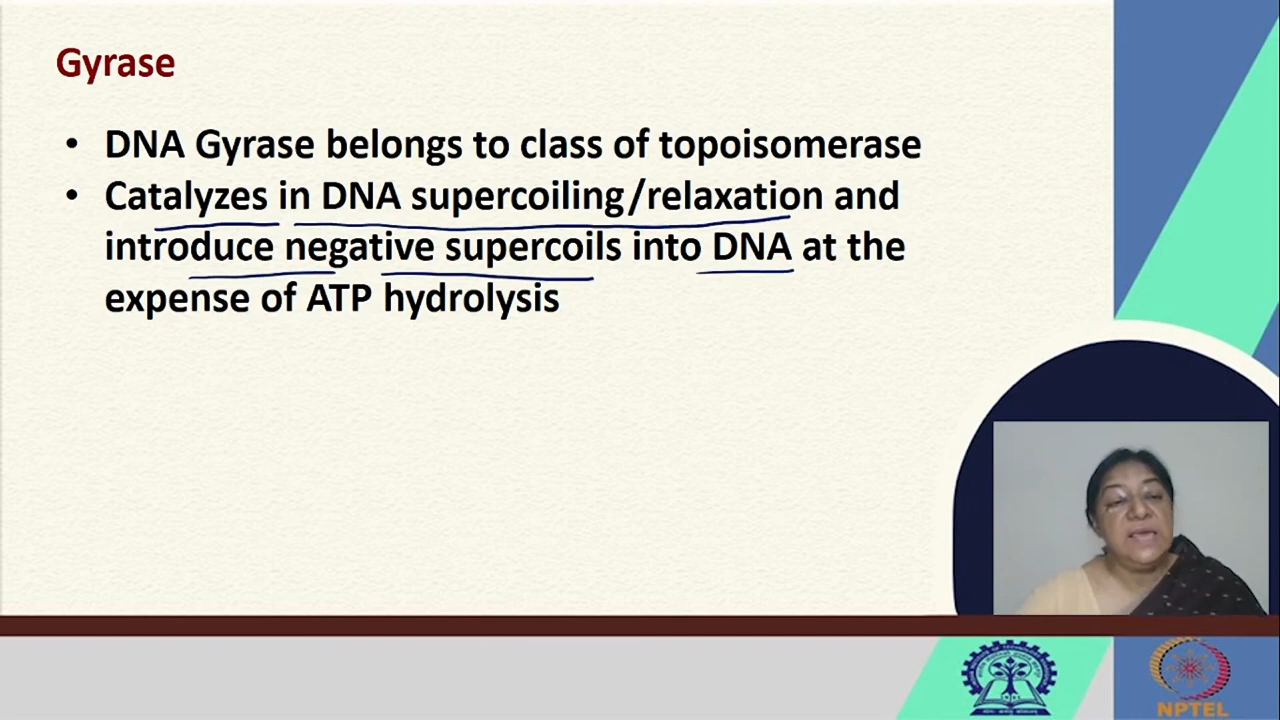 Gyrase
• DNA Gyrase belongs to class of topoisomerase
• Catalyzes in DNA supercoiling/relaxation and
introduce negative supercoils into DNA at the
expense of ATP hydrolysis
NPTEL